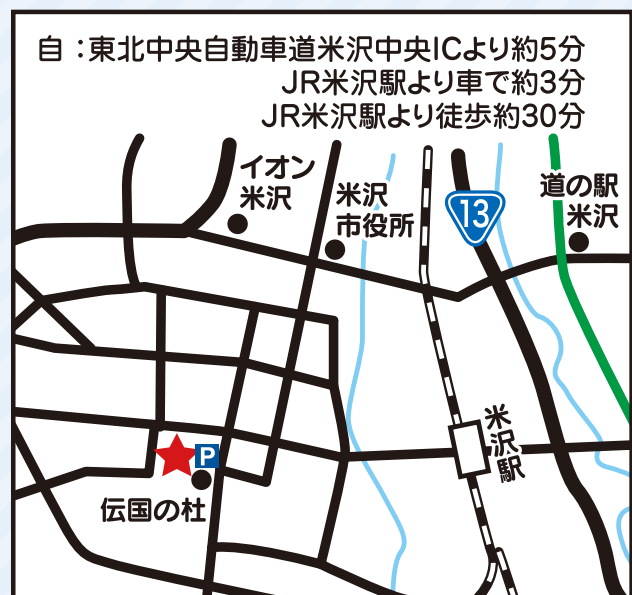 自：東北中央自動車道米沢中央ICより約5分
JR米沢駅より車で約3分
JR米沢駅より徒歩約30分
イオン
米沢
米沢
市役所
13
道の駅
米沢
米沢駅
P
伝国の杜